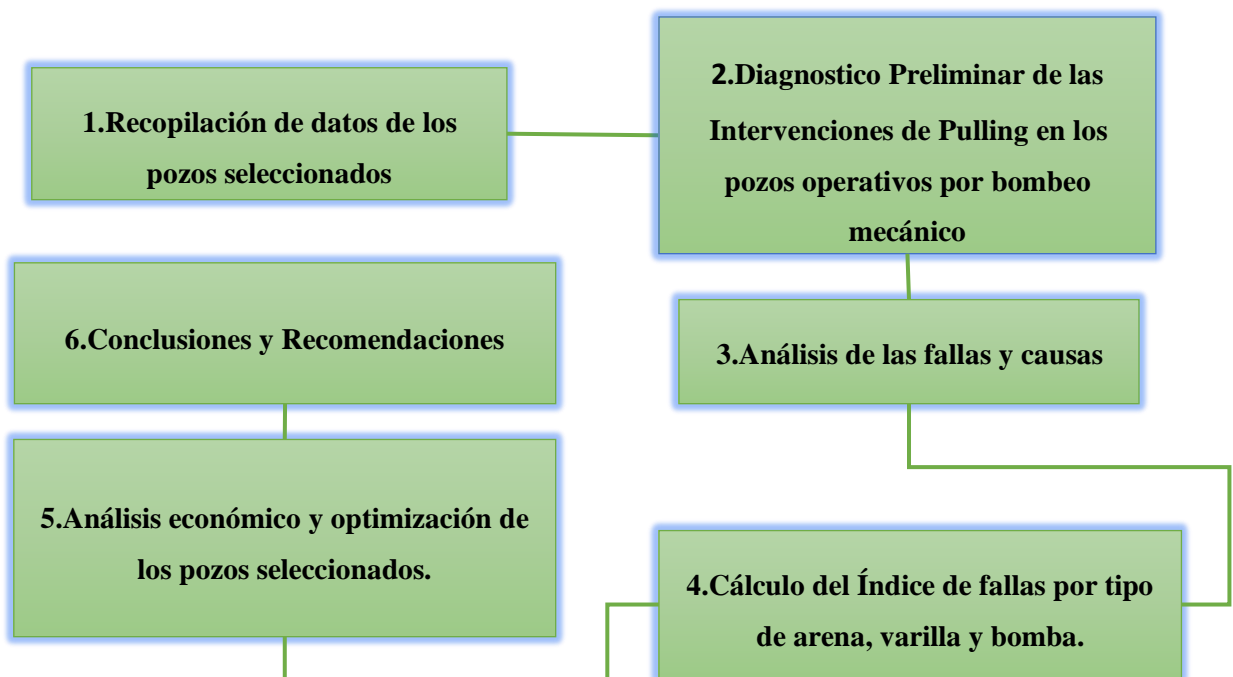 1.Recopilación de datos de los
pozos seleccionados
2.Diagnostico Preliminar de las
Intervenciones de Pulling en los
pozos operativos por bombeo
mecánico
3.Análisis de las fallas y causas
4.Cálculo del Índice de fallas por tipo
de arena, varilla y bomba.
5.Análisis económico y optimización de
los pozos seleccionados.
6.Conclusiones y Recomendaciones